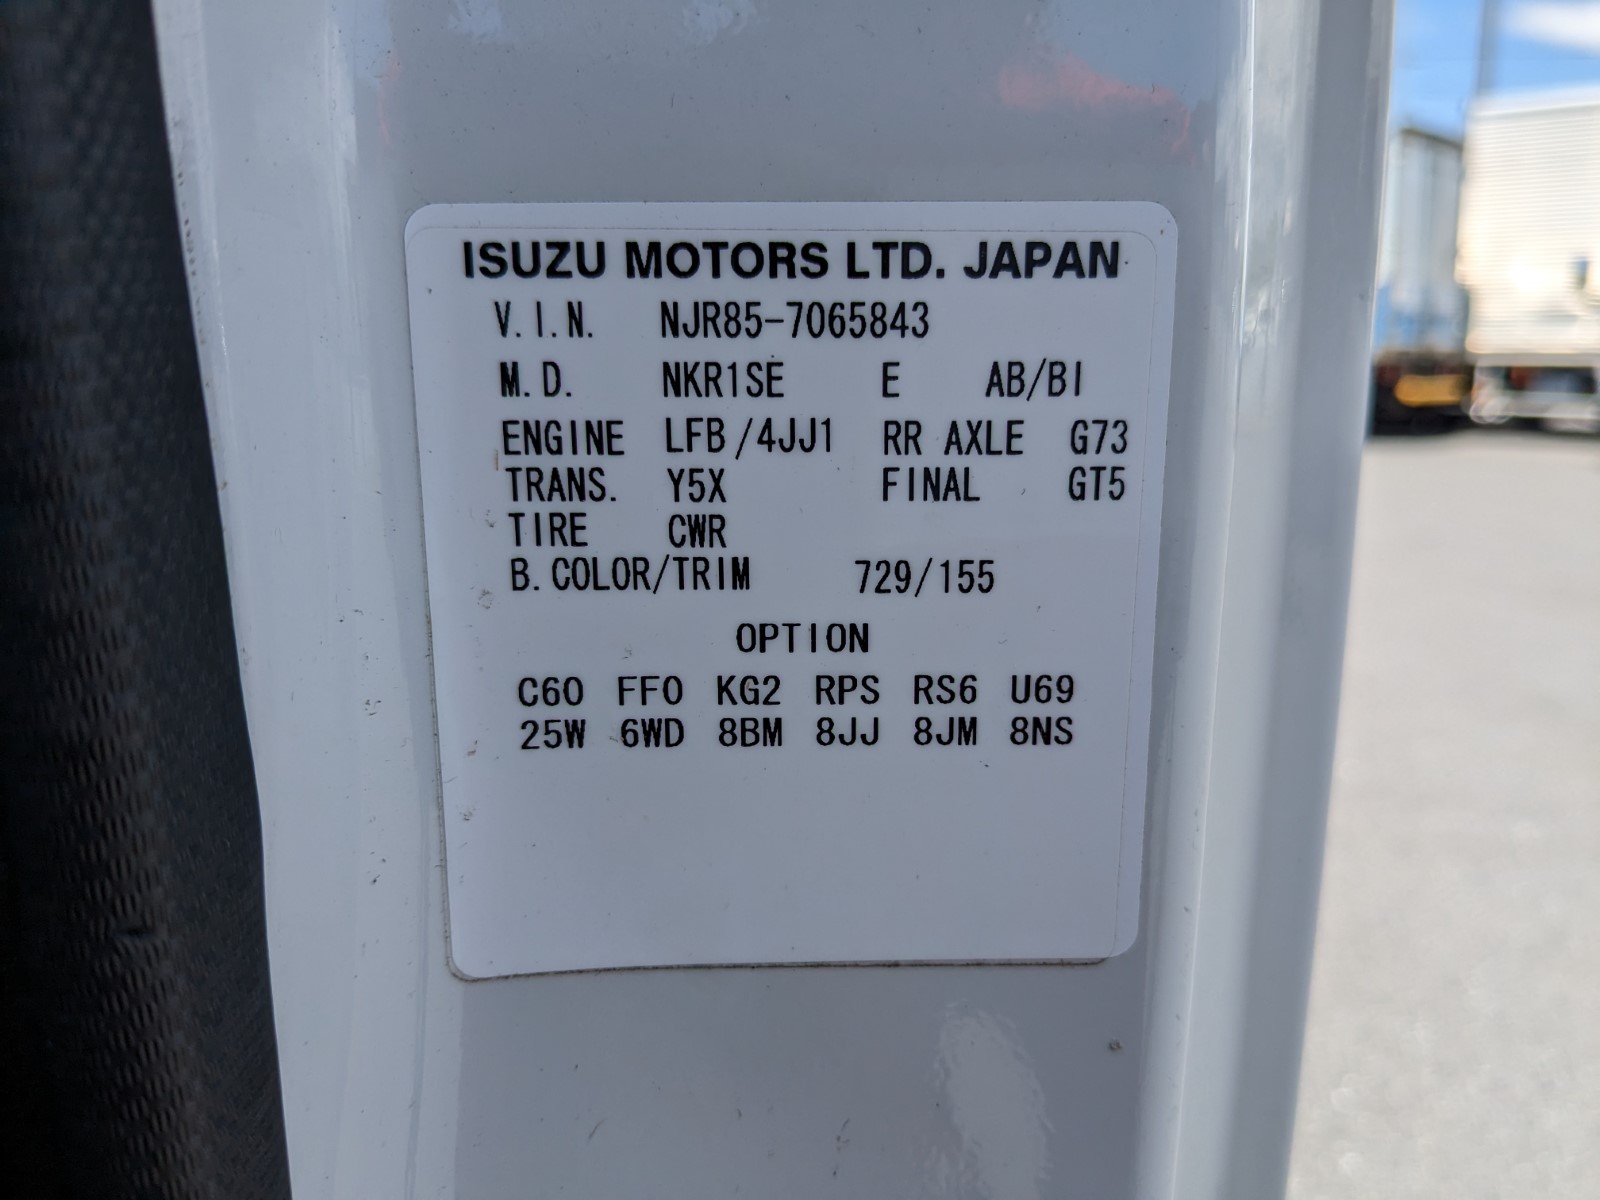 ISUZU MOTORS LTD. JAPAN
V.I.N. NJR85-7065843
M.D. NKR1SE E AB/BI
ENGINE LFB/4JJ1 RR AXLE G73
TRANS. Y5X FINAL GT5
TIRE CWR
B.COLOR/TRIM 729/155
OPTION
C60 FF0 KG2 RPS RS6 U69
25W 6WD 8BM 8JJ 8JM 8NS